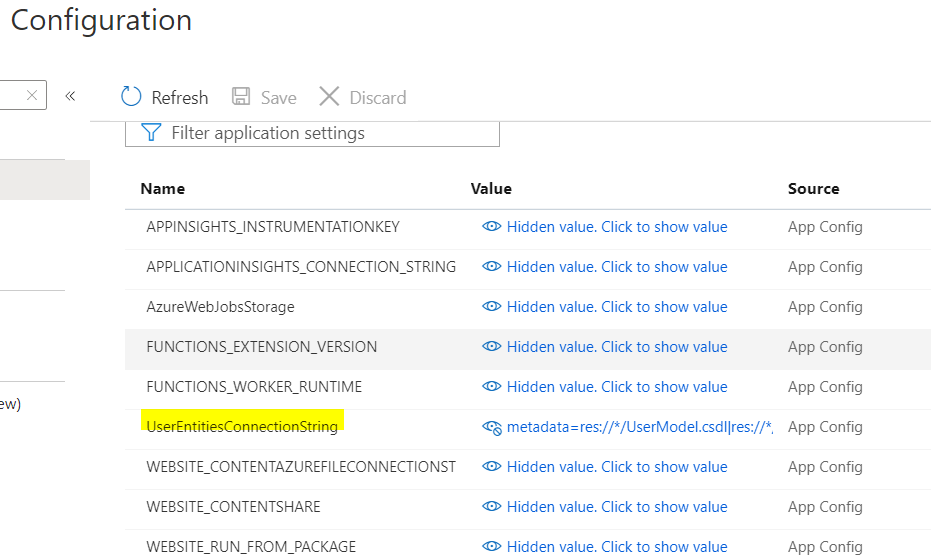 Configuration
Refresh Save Discard
Filter application settings
Name Value Source
APPINSIGHTS_INSTRUMENTATIONKEY Hidden value. Click to show value App Config
APPLICATIONINSIGHTS_CONNECTION_STRING Hidden value. Click to show value App Config
AzureWebJobsStorage Hidden value. Click to show value App Config
FUNCTIONS_EXTENSION_VERSION Hidden value. Click to show value App Config
FUNCTIONS_WORKER_RUNTIME Hidden value. Click to show value App Config
ew)
UserEntitiesConnectionString metadata=res://*/UserModel.csdl|res://*, App Config
WEBSITE_CONTENTAZUREFILECONNECTIONST Hidden value. Click to show value App Config
WEBSITE_CONTENTSHARE Hidden value. Click to show value App Config
WEBSITE_RUN_FROM_PACKAGE Hidden value. Click to show value App Config